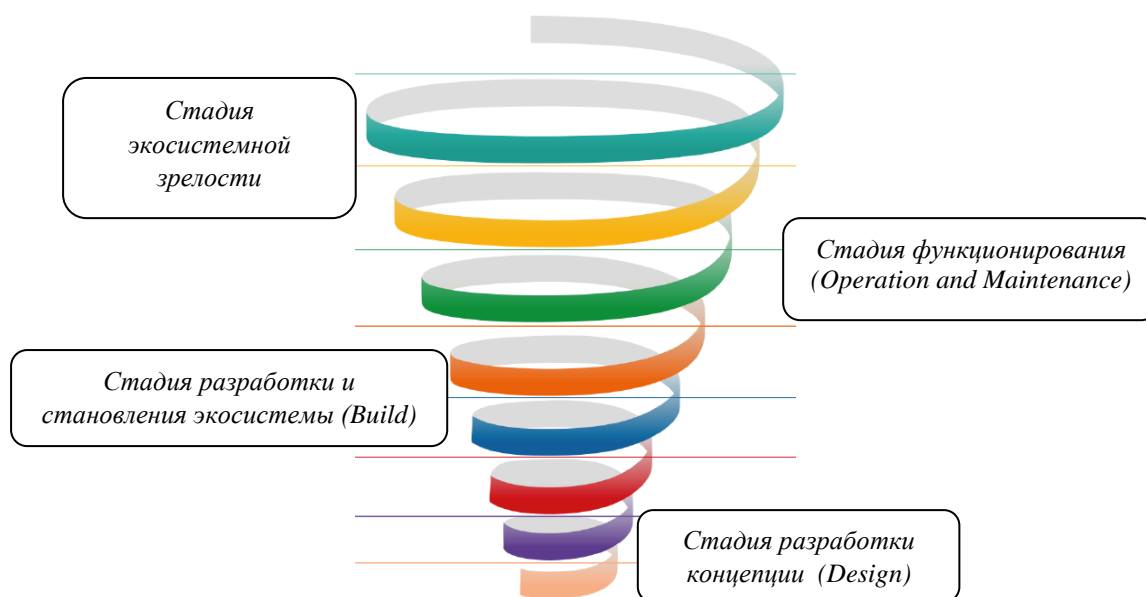 Стадия
экосистемной
зрелости
Стадия функционирования
(Operation and Maintenance)
Стадия разработки и
становления экосистемы (Build)
Стадия разработки
концепции (Design)